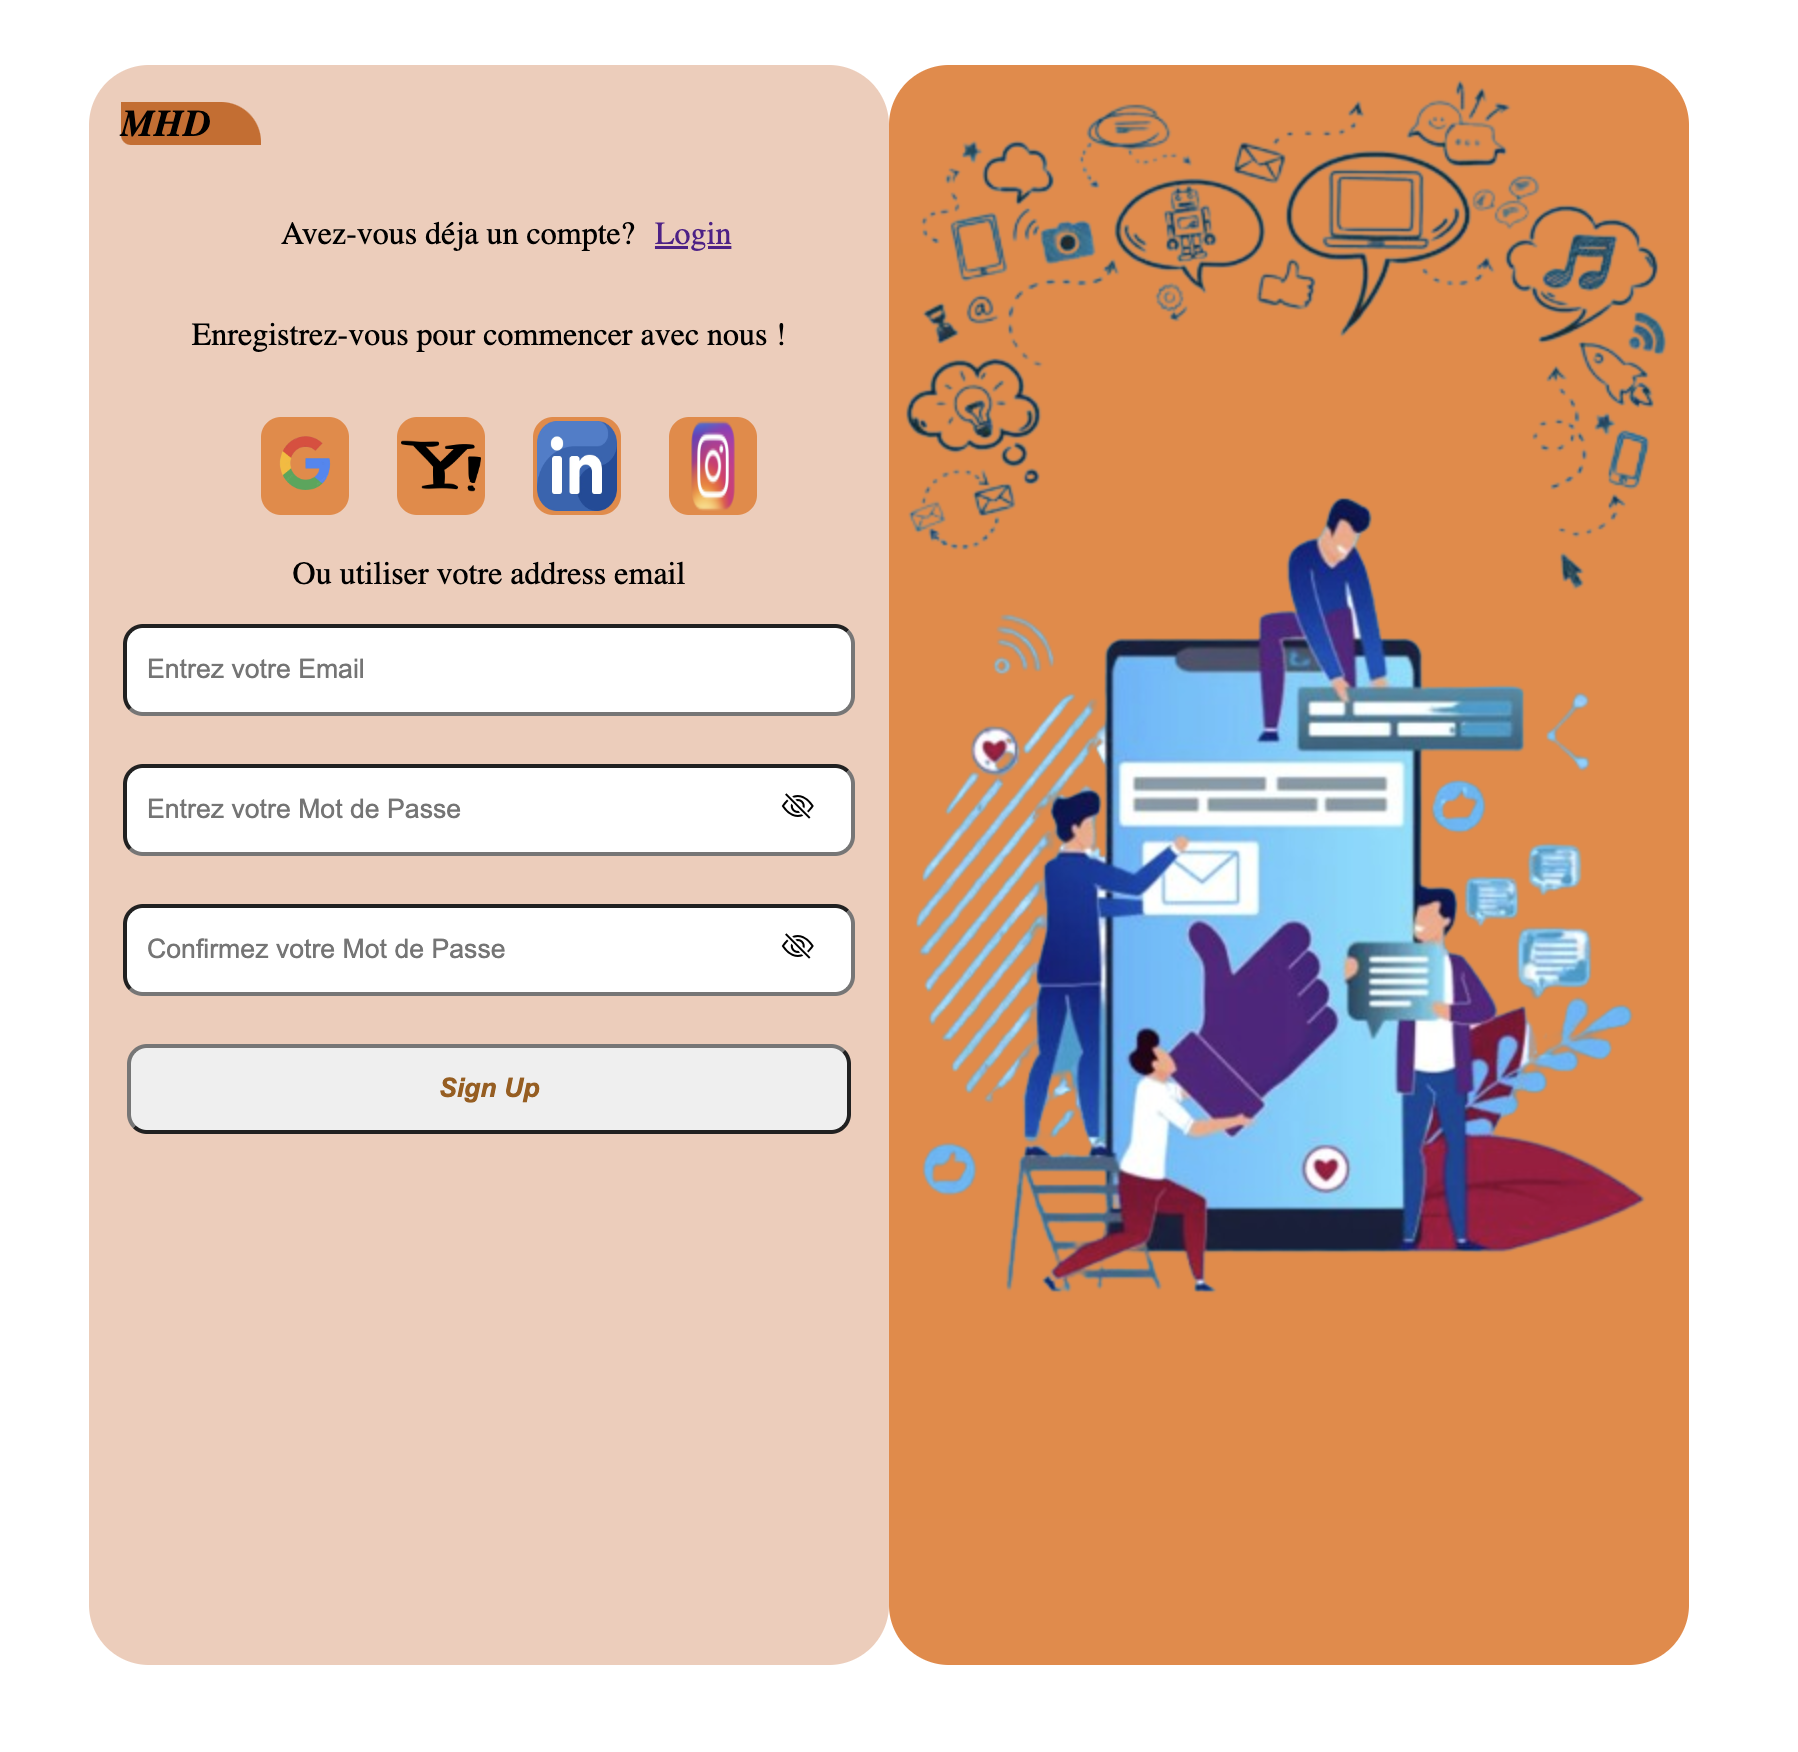 MHD
Avez-vous déja un compte? Login
Enregistrez-vous pour commencer avec nous !
Y!
in
Ou utiliser votre address email
Entrez votre Email
Entrez votre Mot de Passe
Confirmez votre Mot de Passe
Sign Up